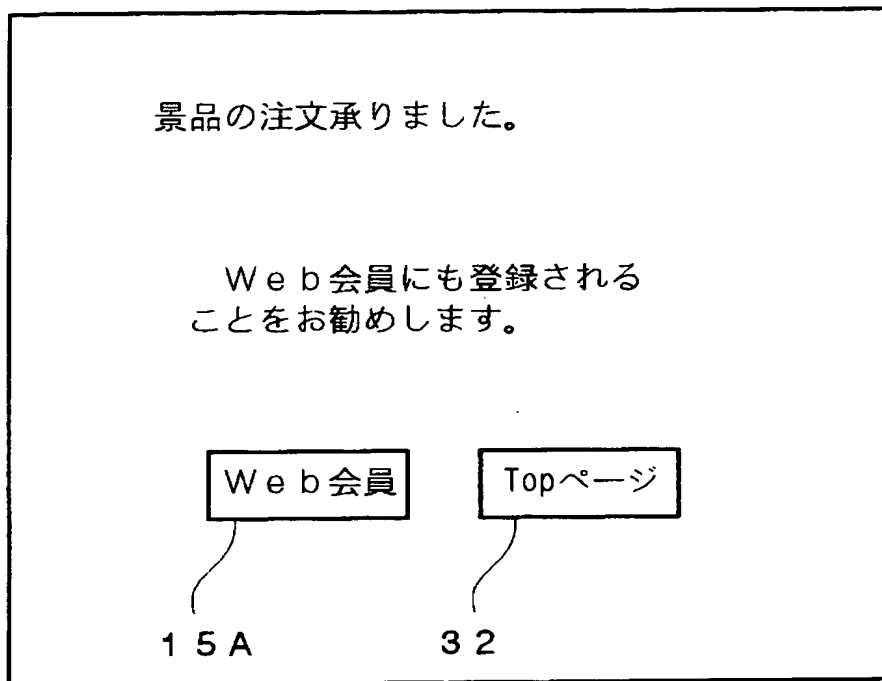 景品の注文承りました。
Ｗｅｂ会員にも登録される
ことをお勧めします。
Ｗｅｂ会員 Topページ
１５Ａ ３２